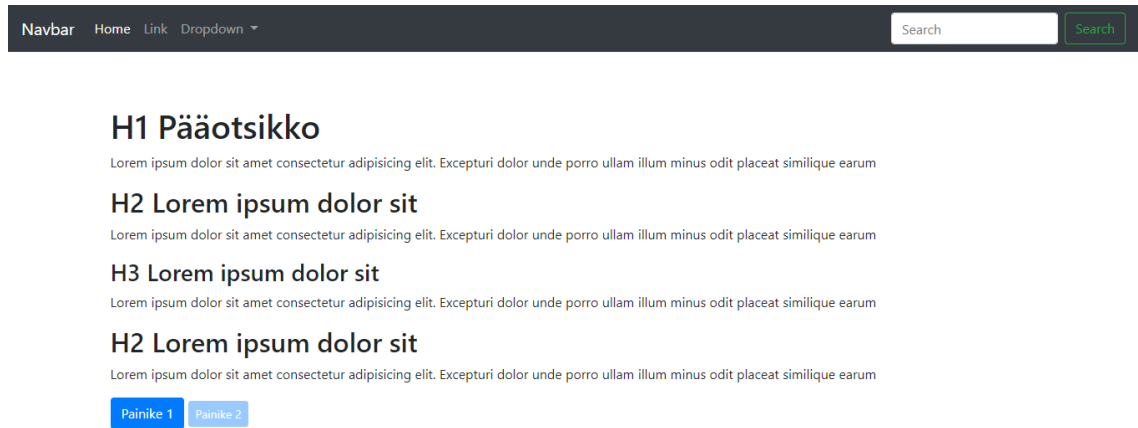 Navbar Home Link Dropdown Search Search
H1 Pääotsikko
Lorem ipsum dolor sit amet consectetur adipisicing elit. Excepturi dolor unde porro ullam illum minus odit placeat similique earum
H2 Lorem ipsum dolor sit
Lorem ipsum dolor sit amet consectetur adipisicing elit. Excepturi dolor unde porro ullam illum minus odit placeat similique earum
H3 Lorem ipsum dolor sit
Lorem ipsum dolor sit amet consectetur adipisicing elit. Excepturi dolor unde porro ullam illum minus odit placeat similique earum
H2 Lorem ipsum dolor sit
Lorem ipsum dolor sit amet consectetur adipisicing elit. Excepturi dolor unde porro ullam illum minus odit placeat similique earum
Painike 1 Painike 2